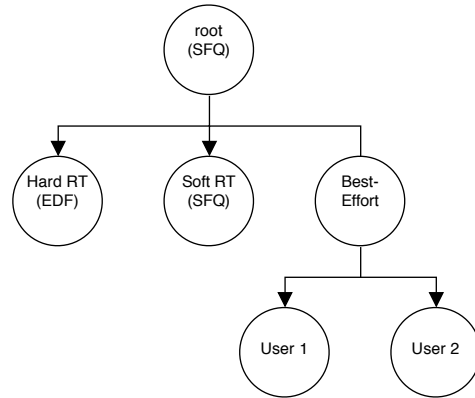 root
(SFQ)
Hard RT
(EDF)
Soft RT
(SFQ)
Best-
Effort
User 1
User 2